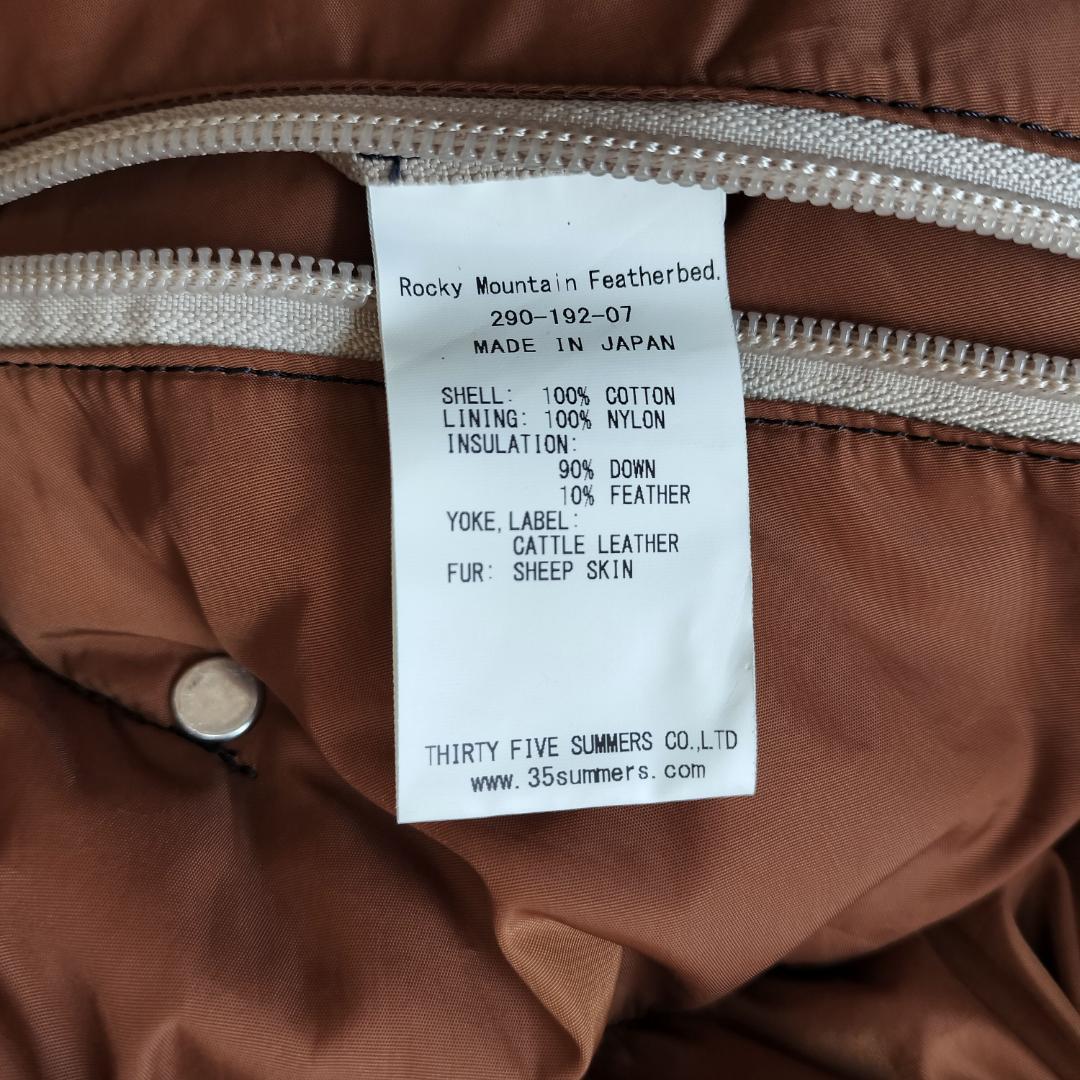 Rocky Mountain Featherbed.
290-192-07
MADE IN JAPAN
SHELL: 100% COTTON
LINING: 100% NYLON
INSULATION:
90% DOWN
10% FEATHER
YOKE, LABEL:
CATTLE LEATHER
FUR: SHEEP SKIN
THIRTY FIVE SUMMERS CO.,LTD
www.35summers.com